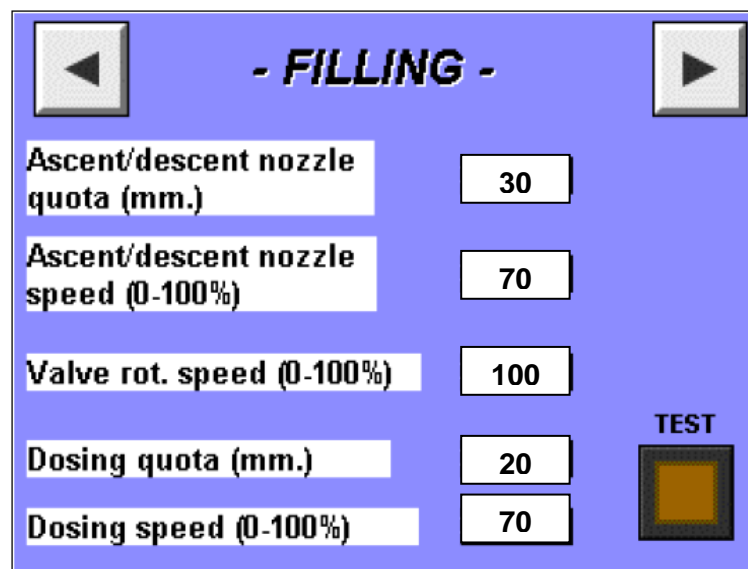 - FILLING -
Ascent/descent nozzle
quota (mm.)
30
Ascent/descent nozzle
speed (0-100%)
70
Valve rot. speed (0-100%)
100
TEST
Dosing quota (mm.)
20
Dosing speed (0-100%)
70